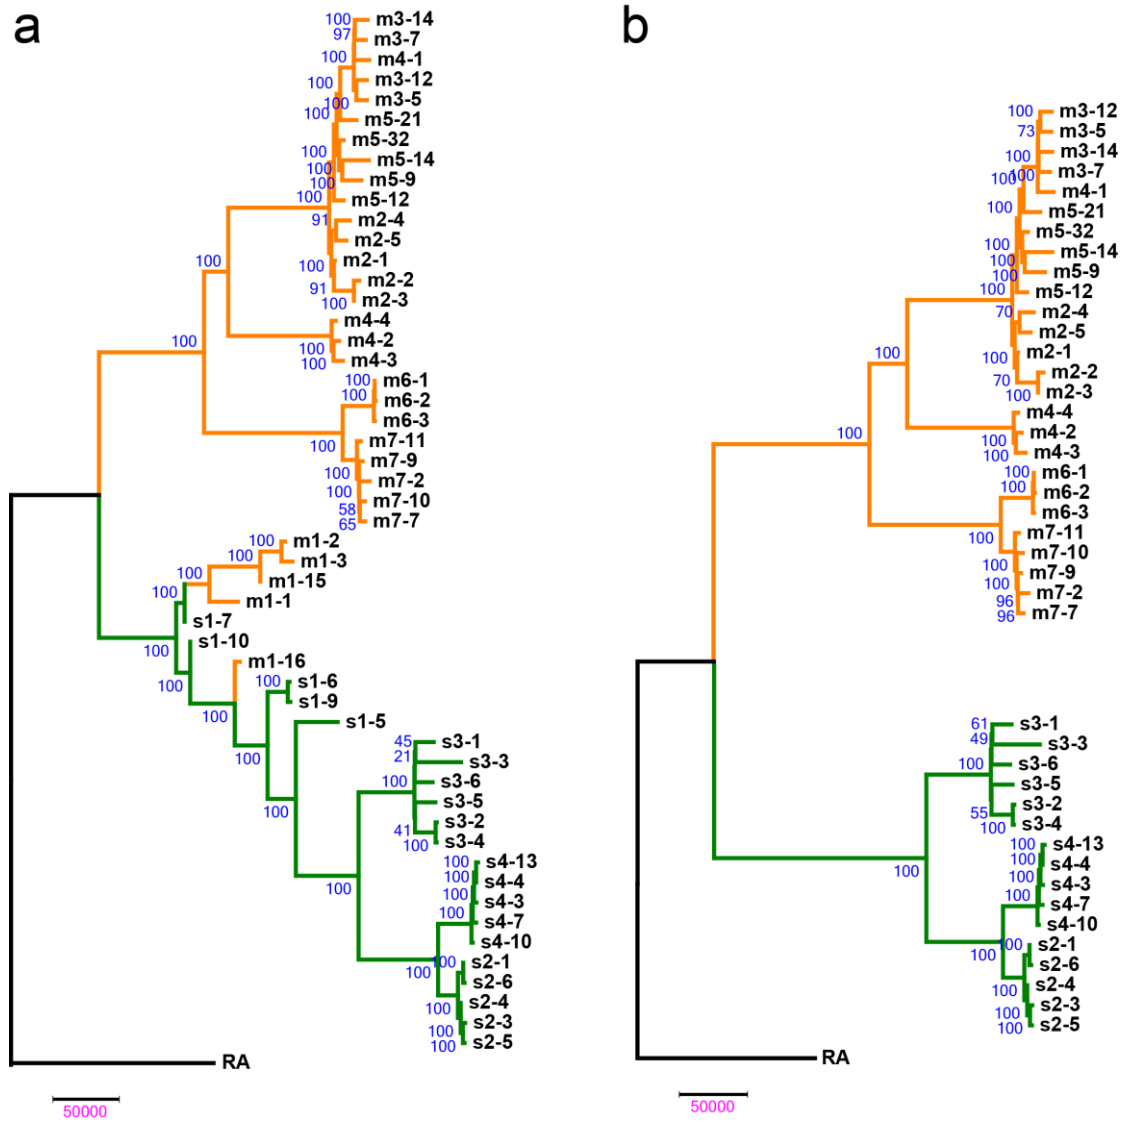 a
100 m3-14
97 m3-7
100 m4-1
100 m3-12
100 m3-5
100 m5-21
m5-32
100 m5-14
100 m5-9
100
100 m5-12
91 m2-4
m2-5
100 m2-1
91 m2-2
100 m2-3
100
m4-4
100 m4-2
100 m4-3
100
100 m6-1
100 m6-2
m6-3
100 m7-11
m7-9
100 m7-2
100 m7-10
58
65 m7-7
100 m1-2
100 m1-3
100 m1-15
100 m1-1
s1-7
100 s1-10
100 m1-16
100 s1-6
s1-9
100 s1-5
100
45 s3-1
21 s3-3
100 s3-6
100 s3-5
41 s3-2
100 s3-4
100 s4-13
100 s4-4
100 s4-3
100 s4-7
s4-10
100
100 s2-1
100 s2-6
100 s2-4
100 s2-3
100 s2-5
RA
50000
b
100 m3-12
73 m3-5
100 m3-14
100 100 m3-7
m4-1
100 m5-21
m5-32
100 m5-14
100 m5-9
100
100 m5-12
70 m2-4
m2-5
100 m2-1
70 m2-2
100 m2-3
100
m4-4
100 m4-2
100 m4-3
100
100 m6-1
100 m6-2
m6-3
100 m7-11
m7-10
100 m7-9
100 m7-2
96
96 m7-7
61 s3-1
49 s3-3
100 s3-6
s3-5
55 s3-2
100 s3-4
100 s4-13
100 s4-4
100 s4-3
100 s4-7
s4-10
100
100 s2-1
100 s2-6
100 s2-4
100 s2-3
100 s2-5
RA
50000